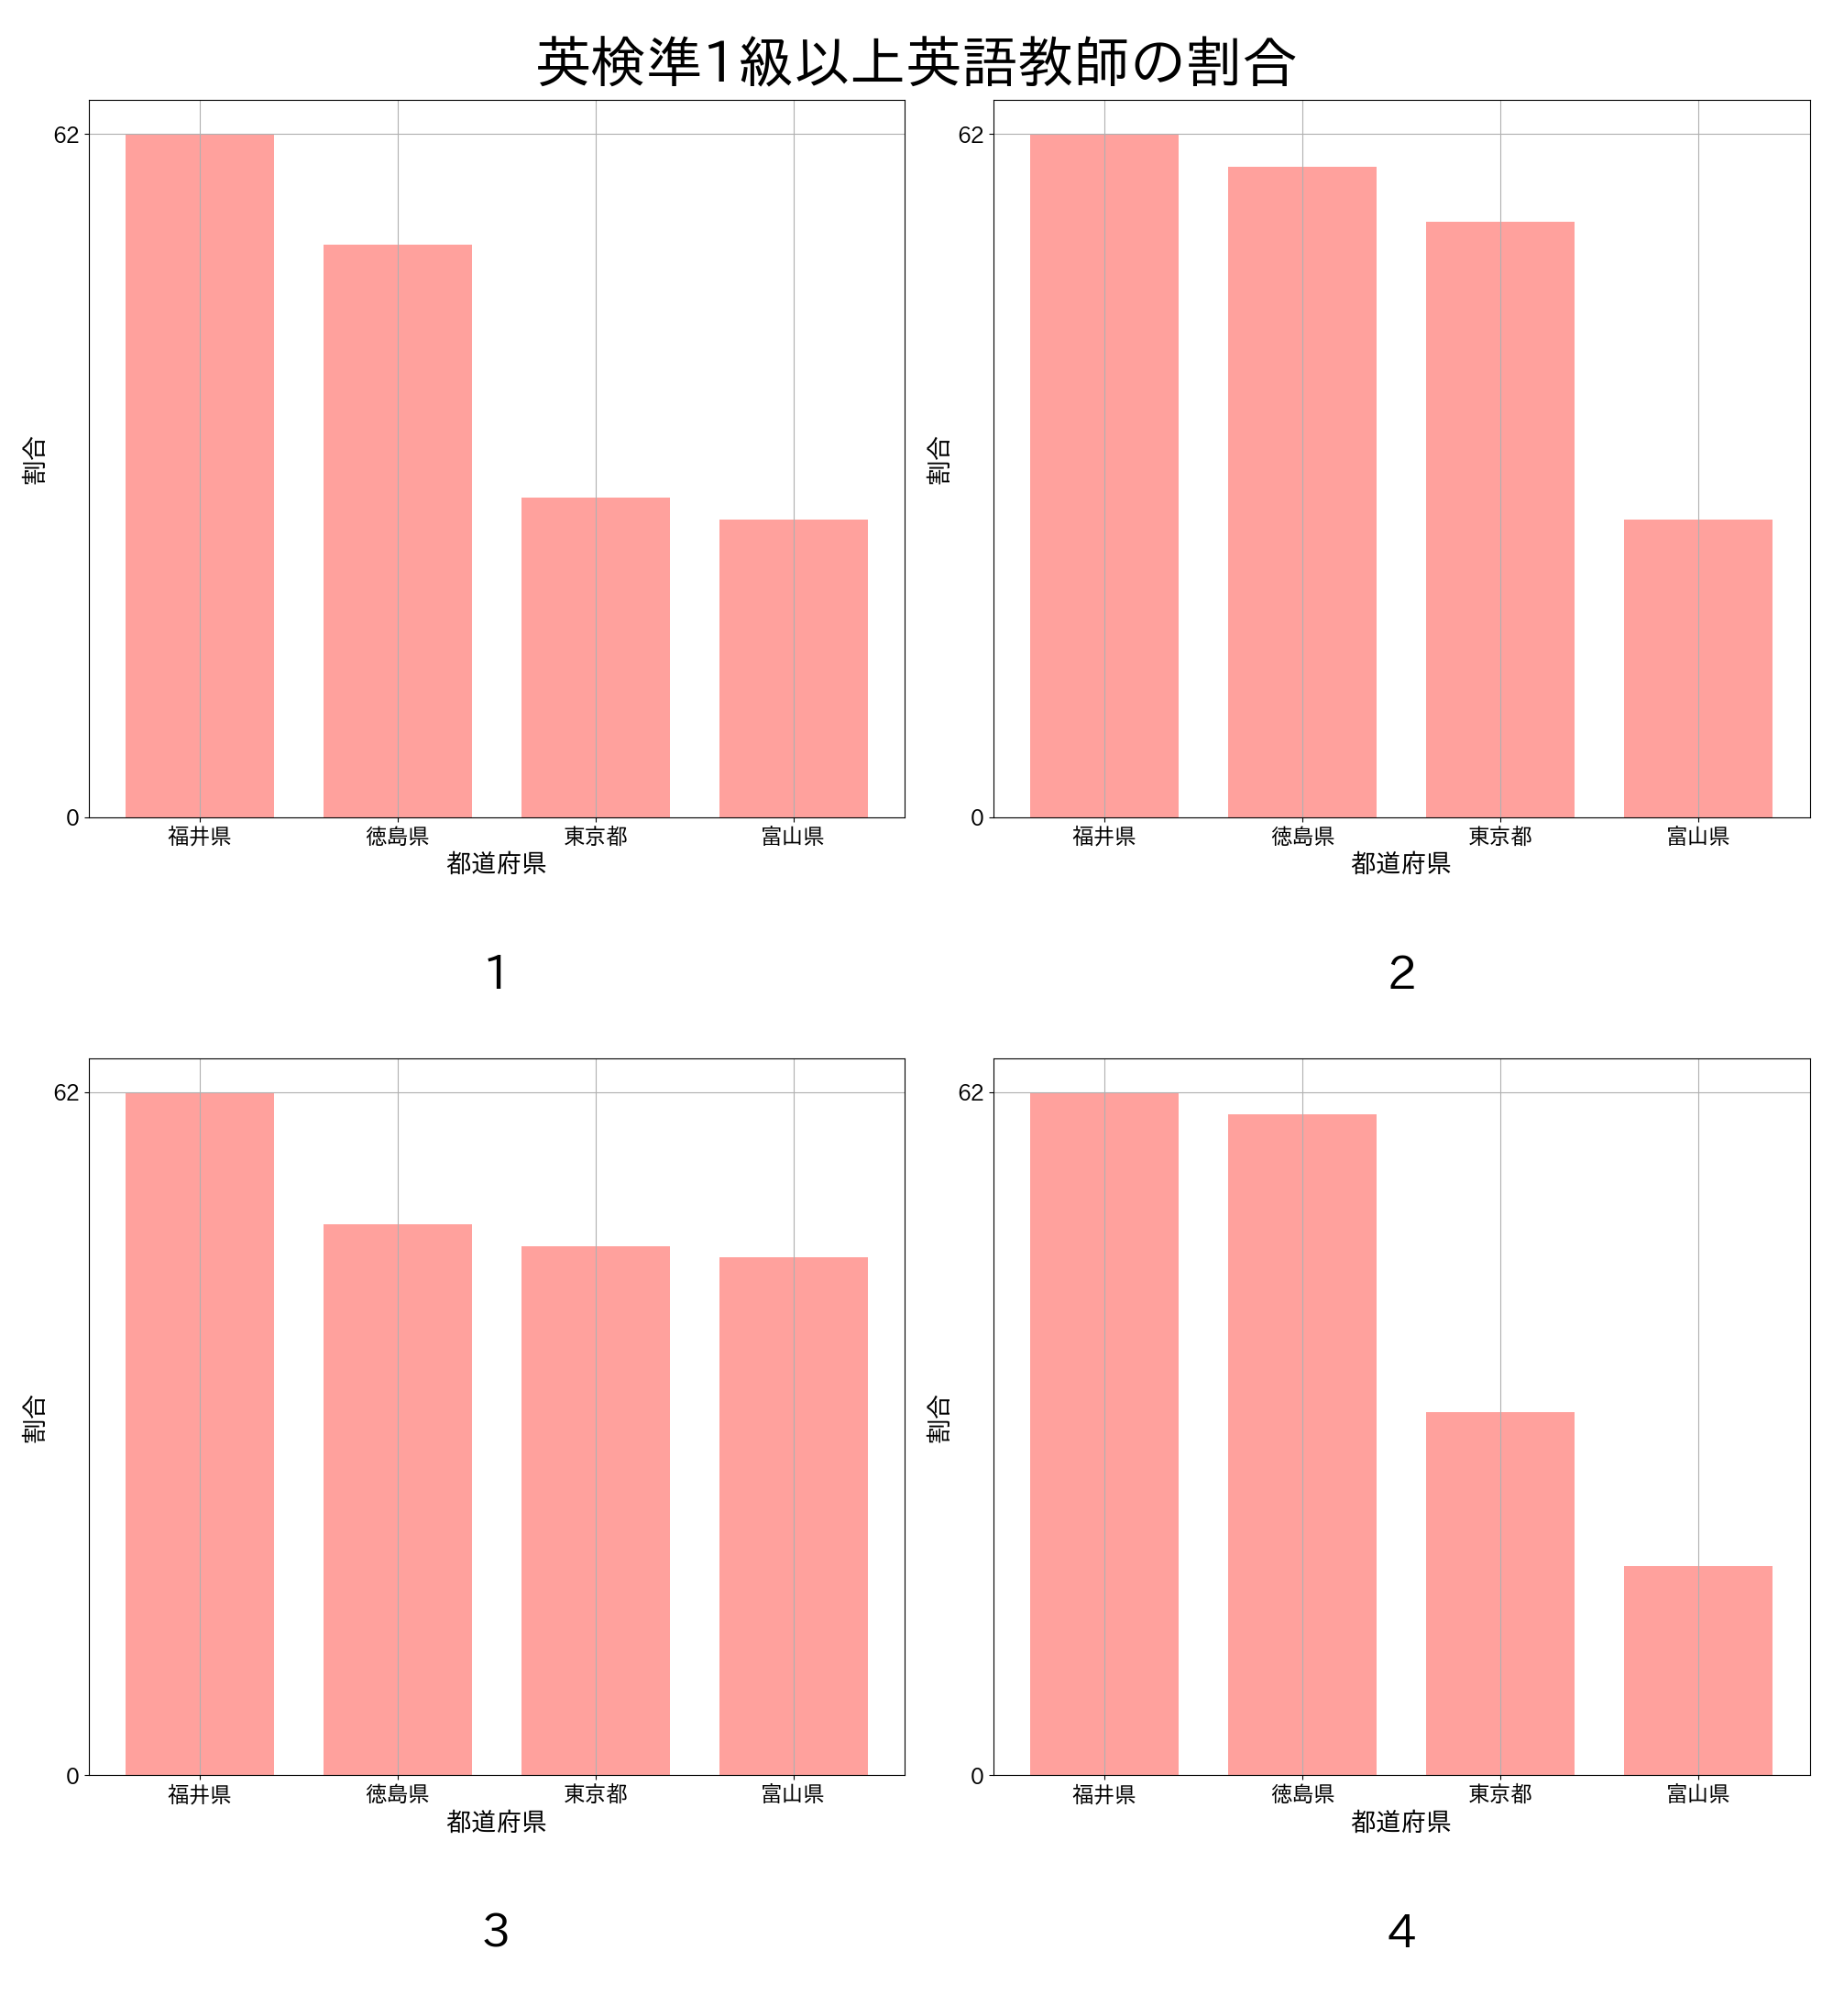 英検準1級以上英語教師の割合
62
0
割合
福井県 徳島県 東京都 富山県
都道府県
1
62
0
割合
福井県 徳島県 東京都 富山県
都道府県
2
62
0
割合
福井県 徳島県 東京都 富山県
都道府県
3
62
0
割合
福井県 徳島県 東京都 富山県
都道府県
4